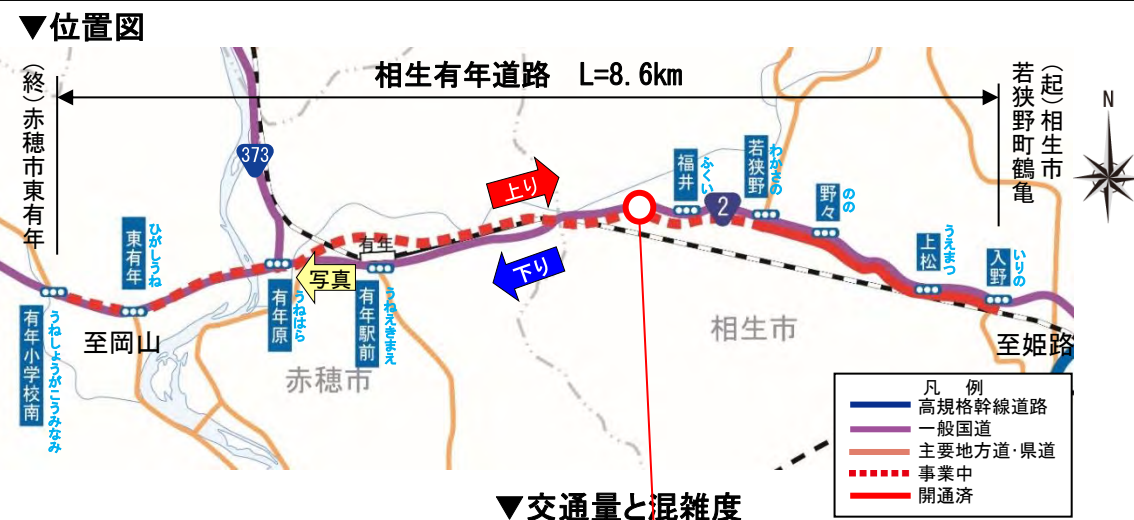 ▼位置図
相生有年道路 L=8.6km
(終)赤穂市東有年
(起)相生市
若狭野町鶴亀
N
373
上り
下り
2
福井
ふくい
若狭野
わかさの
野々
のの
上松
うえまつ
入野
いりの
東有年
ひがしうね
有年
写真
有年原
うねはら
有年駅前
うねえきまえ
有年小学校南
うねしょうがこうみなみ
至岡山
赤穂市
相生市
至姫路
凡 例
高規格幹線道路
一般国道
主要地方道・県道
事業中
開通済
▼交通量と混雑度